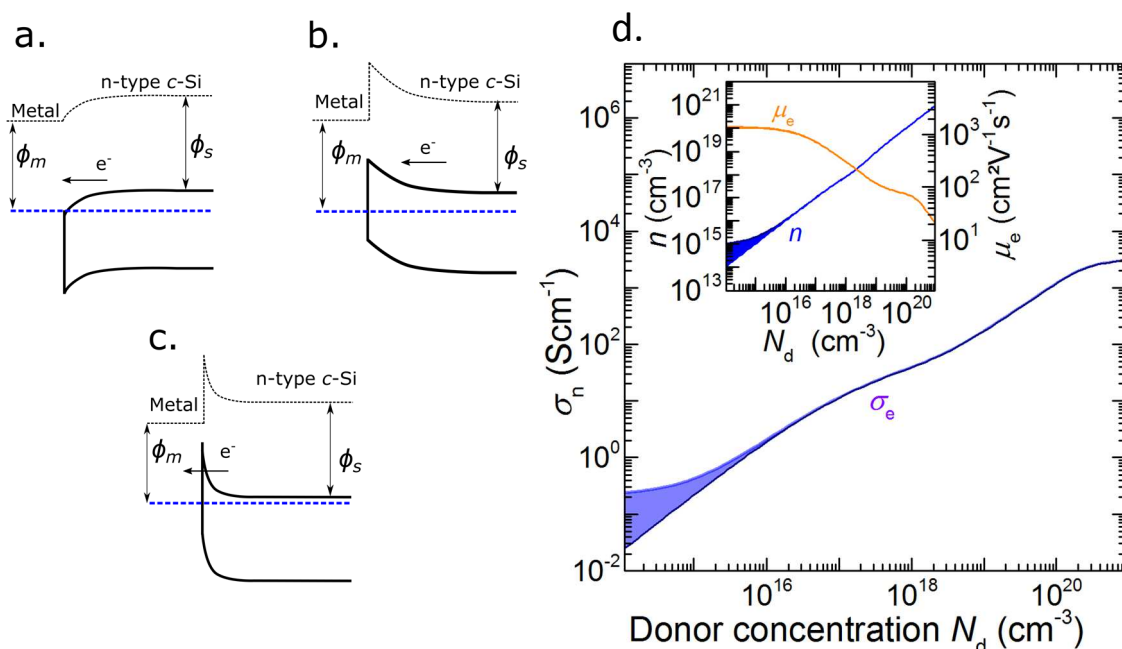 a.
n-type c-Si
Metal
ϕm
ϕs
e-
b.
n-type c-Si
Metal
ϕm
ϕs
e-
c.
n-type c-Si
Metal
ϕm
ϕs
e-
d.
σn (Scm-1)
10^6
10^4
10^2
10^0
10^-2
10^16
10^18
10^20
Donor concentration Nd (cm-3)
σe
n (cm-3)
10^21
10^19
10^17
10^15
10^13
10^16
10^18
10^20
Nd (cm-3)
μe
n
10^3
10^2
10^1
μe (cm²V-1s-1)